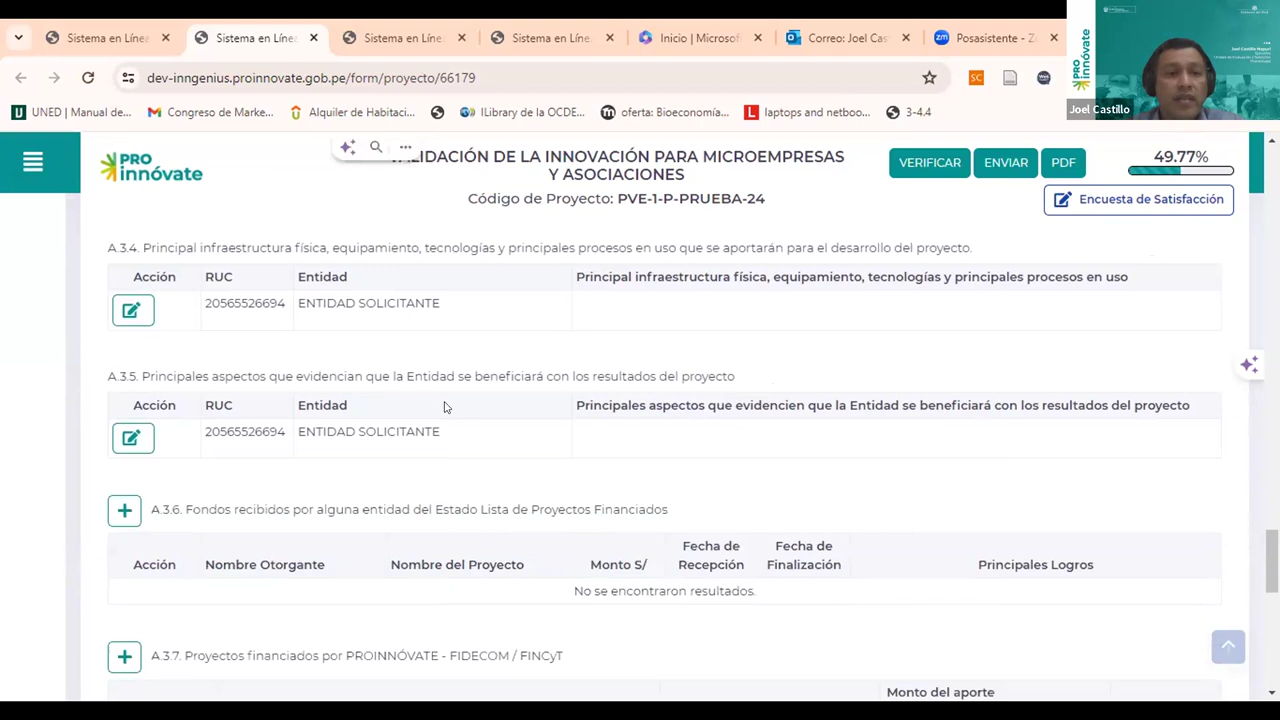 Sistema en Líne
Sistema en Líne
Sistema en Líne
Sistema en Líne
Inicio | Microsof
Correo: Joel Cas
Posasistente - Z
dev-inngenius.proinnovate.gob.pe/form/proyecto/66179
UNED | Manual de...
Congreso de Marke...
Alquiler de Habitaci...
ILibrary de la OCDE...
oferta: Bioeconomía...
laptops and netboo...
3-4.4
PRO innóvate
Joel Castillo
PRO
innóvate
VALIDACIÓN DE LA INNOVACIÓN PARA MICROEMPRESAS
Y ASOCIACIONES
Código de Proyecto: PVE-1-P-PRUEBA-24
VERIFICAR
ENVIAR
PDF
49.77%
Encuesta de Satisfacción
A.3.4. Principal infraestructura física, equipamiento, tecnologías y principales procesos en uso que se aportarán para el desarrollo del proyecto.
Acción RUC Entidad Principal infraestructura física, equipamiento, tecnologías y principales procesos en uso
20565526694 ENTIDAD SOLICITANTE
A.3.5. Principales aspectos que evidencian que la Entidad se beneficiará con los resultados del proyecto
Acción RUC Entidad Principales aspectos que evidencien que la Entidad se beneficiará con los resultados del proyecto
20565526694 ENTIDAD SOLICITANTE
A.3.6. Fondos recibidos por alguna entidad del Estado Lista de Proyectos Financiados
Acción Nombre Otorgante Nombre del Proyecto Monto S/ Fecha de Recepción Fecha de Finalización Principales Logros
No se encontraron resultados.
A.3.7. Proyectos financiados por PROINNÓVATE - FIDECOM / FINCyT
Monto del aporte